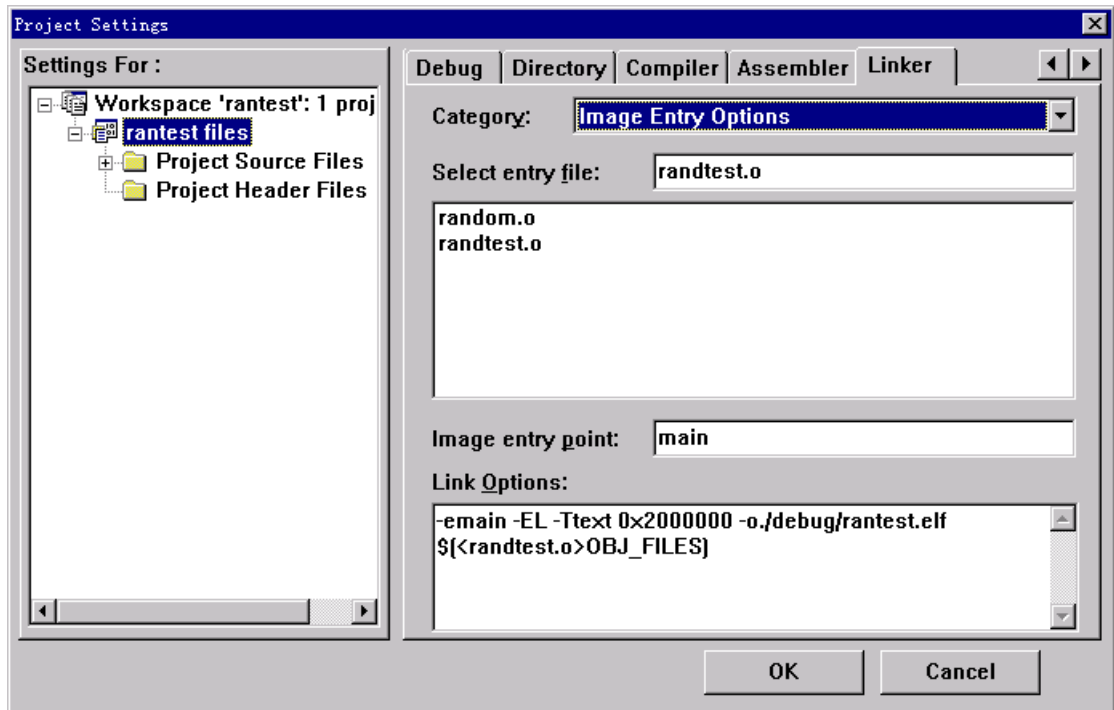 Project Settings
Settings For :
Workspace 'rantest': 1 proj
rantest files
Project Source Files
Project Header Files
Debug
Directory
Compiler
Assembler
Linker
Category:
Image Entry Options
Select entry file:
randtest.o
random.o
randtest.o
Image entry point:
main
Link Options:
-emain -EL -Ttext 0x2000000 -o./debug/rantest.elf
$(<randtest.o>OBJ_FILES)
OK
Cancel